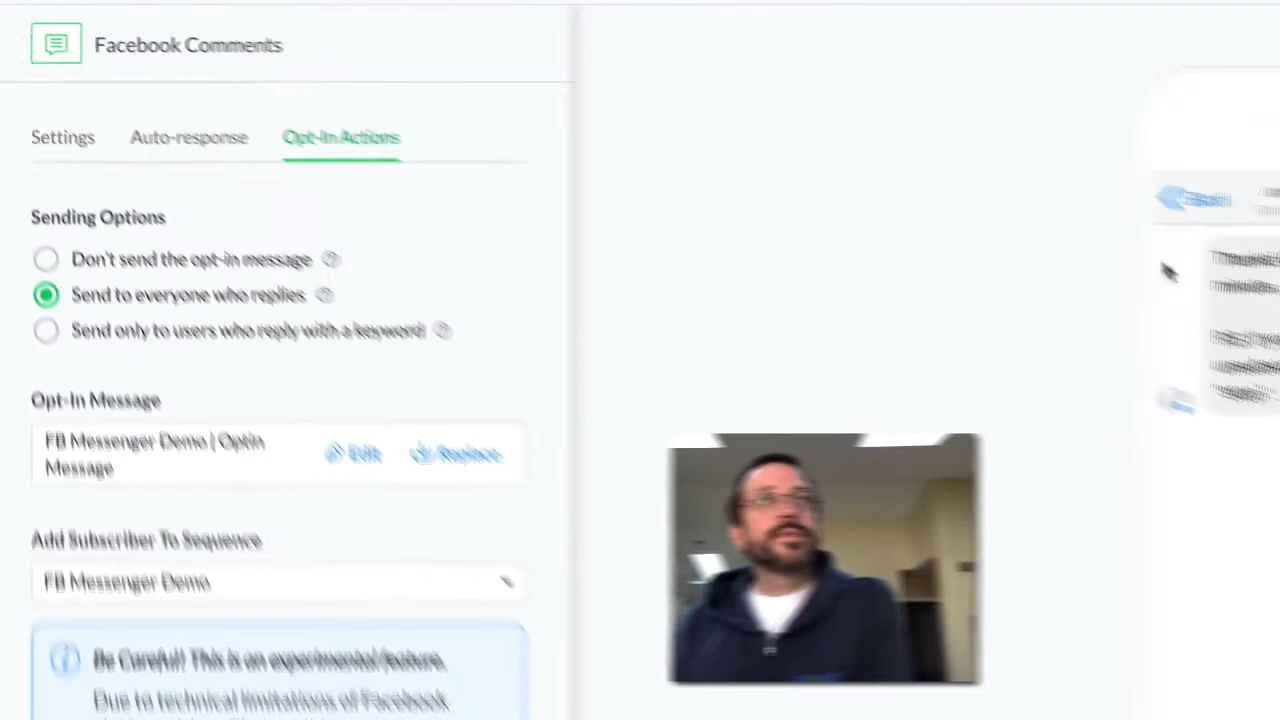 Facebook Comments
Settings Auto-response Opt-In Actions
Sending Options
Don't send the opt-in message
Send to everyone who replies
Send only to users who reply with a keyword
Opt-In Message
FB Messenger Demo | Optin
Message
Edit Replace
Add Subscriber To Sequence
FB Messenger Demo
Be Careful! This is an experimental feature.
Due to technical limitations of Facebook